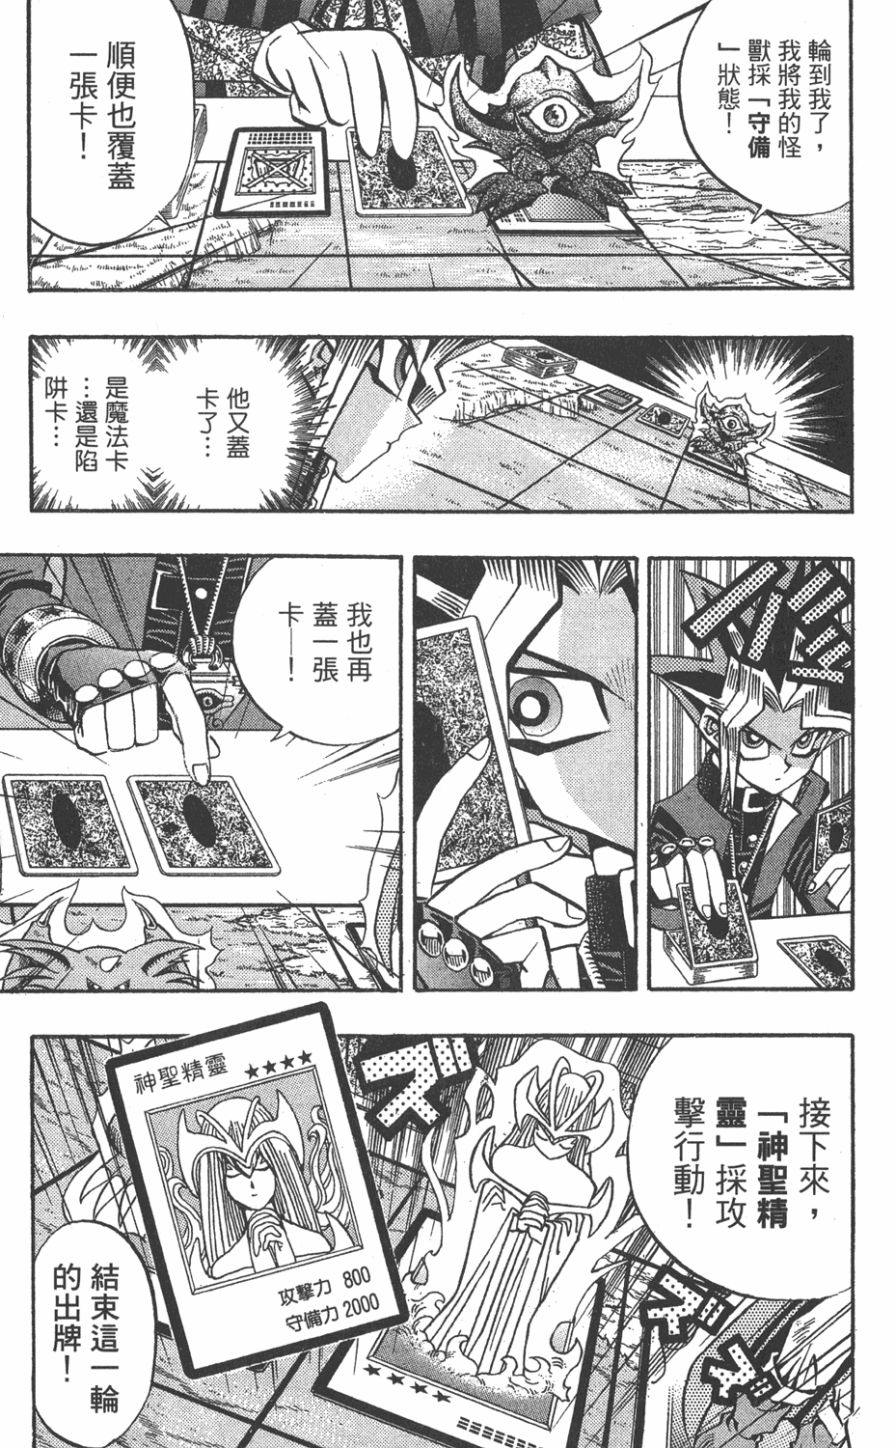 輪到我了，
我將我的怪
獸採「守備
」狀態！
順便也覆蓋
一張卡！
他又蓋
卡了…
是魔法卡
…還是陷
阱卡…
我也再
蓋一張
卡—！
接下來，
「神聖精
靈」採攻
擊行動！
神聖精靈 ★★★★
攻擊力 800
守備力 2000
★★★★
結束這一輪
的出牌！
ズ
ズ
ズ